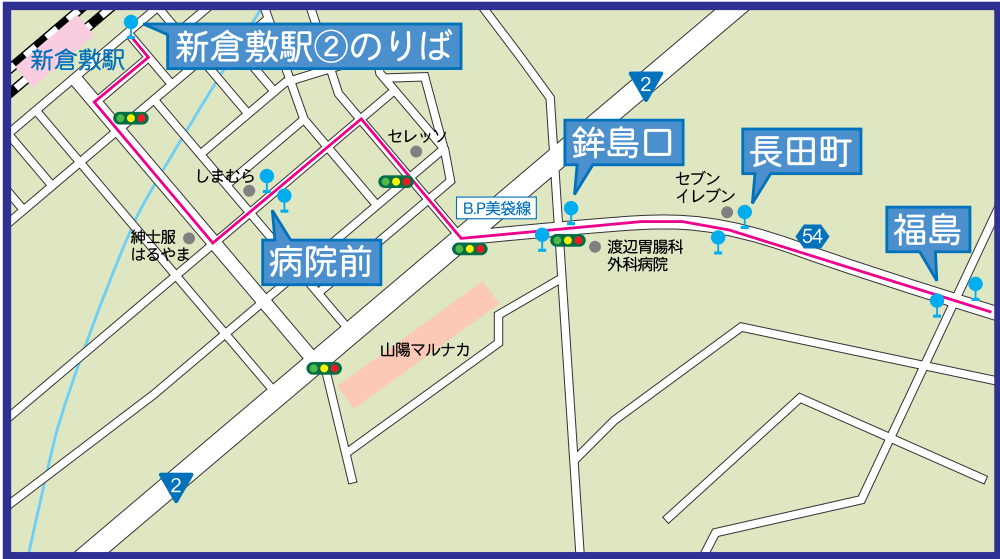 新倉敷駅②のりば
新倉敷駅
2
セレッソ
鉾島口
長田町
しまむら
セブン
イレブン
B.P美袋線
福島
紳士服
はるやま
病院前
渡辺胃腸科
外科病院
54
山陽マルナカ
2